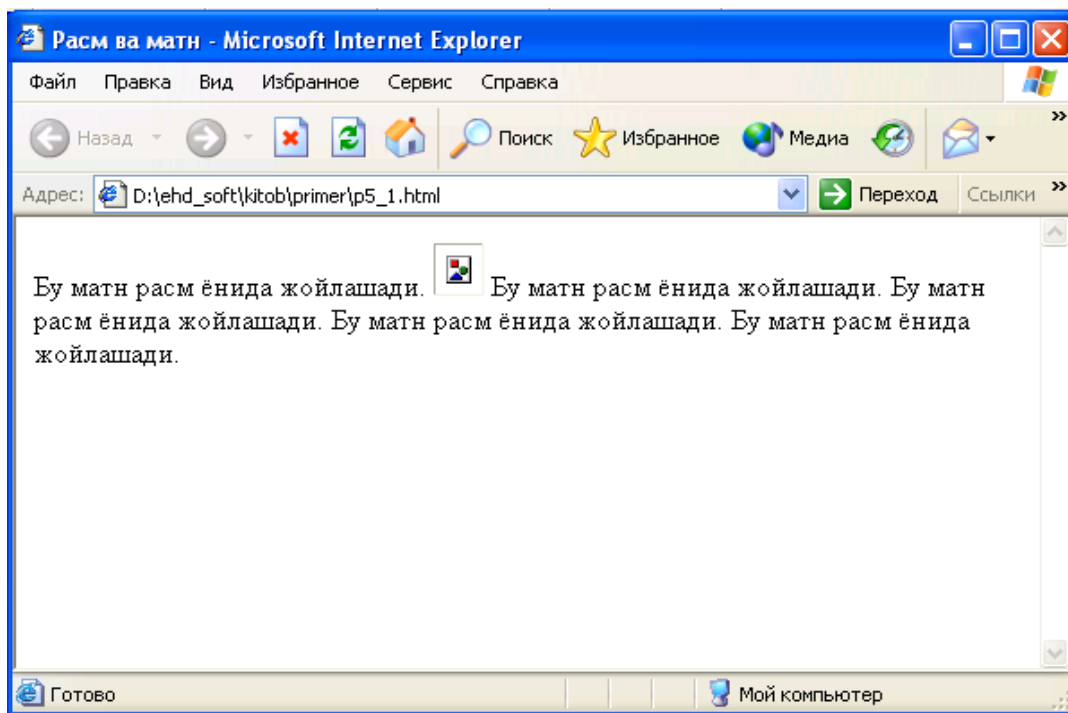 Расм ва матн - Microsoft Internet Explorer
Файл Правка Вид Избранное Сервис Справка
Назад Поиск Избранное Медиа »
Адрес: D:\ehd_soft\kitob\primer\p5_1.html Переход Ссылки »
Бу матн расм ёнида жойлашади. Бу матн расм ёнида жойлашади. Бу матн
расм ёнида жойлашади. Бу матн расм ёнида жойлашади. Бу матн расм ёнида
жойлашади.
Готово Мой компьютер